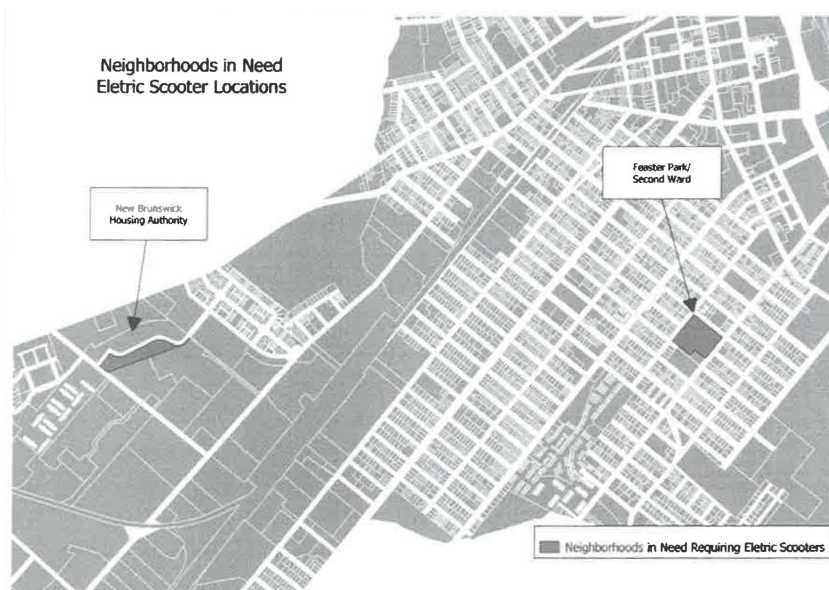 Neighborhoods in Need
Eletric Scooter Locations
Feaster Park/
Second Ward
New Brunswick
Housing Authority
Neighborhoods in Need Requiring Eletric Scooters